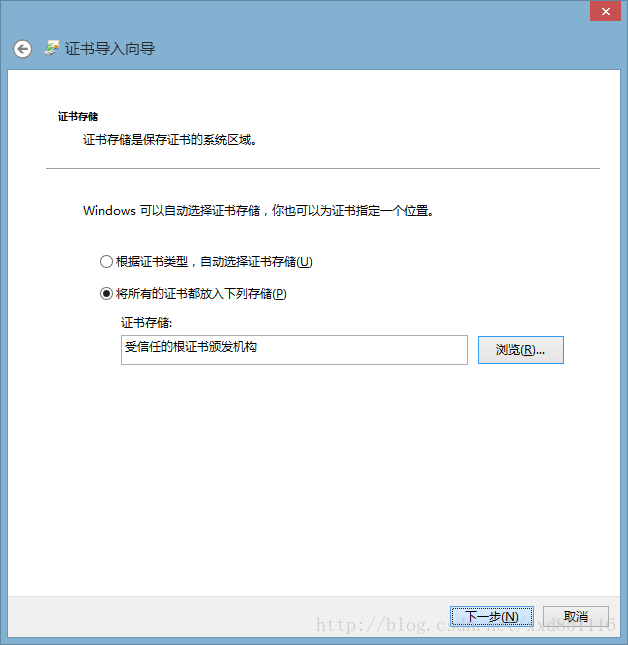 证书导入向导
证书存储
证书存储是保存证书的系统区域。
Windows 可以自动选择证书存储，你也可以为证书指定一个位置。
根据证书类型，自动选择证书存储(U)
将所有的证书都放入下列存储(P)
证书存储:
受信任的根证书颁发机构
浏览(R)...
下一步(N)
取消